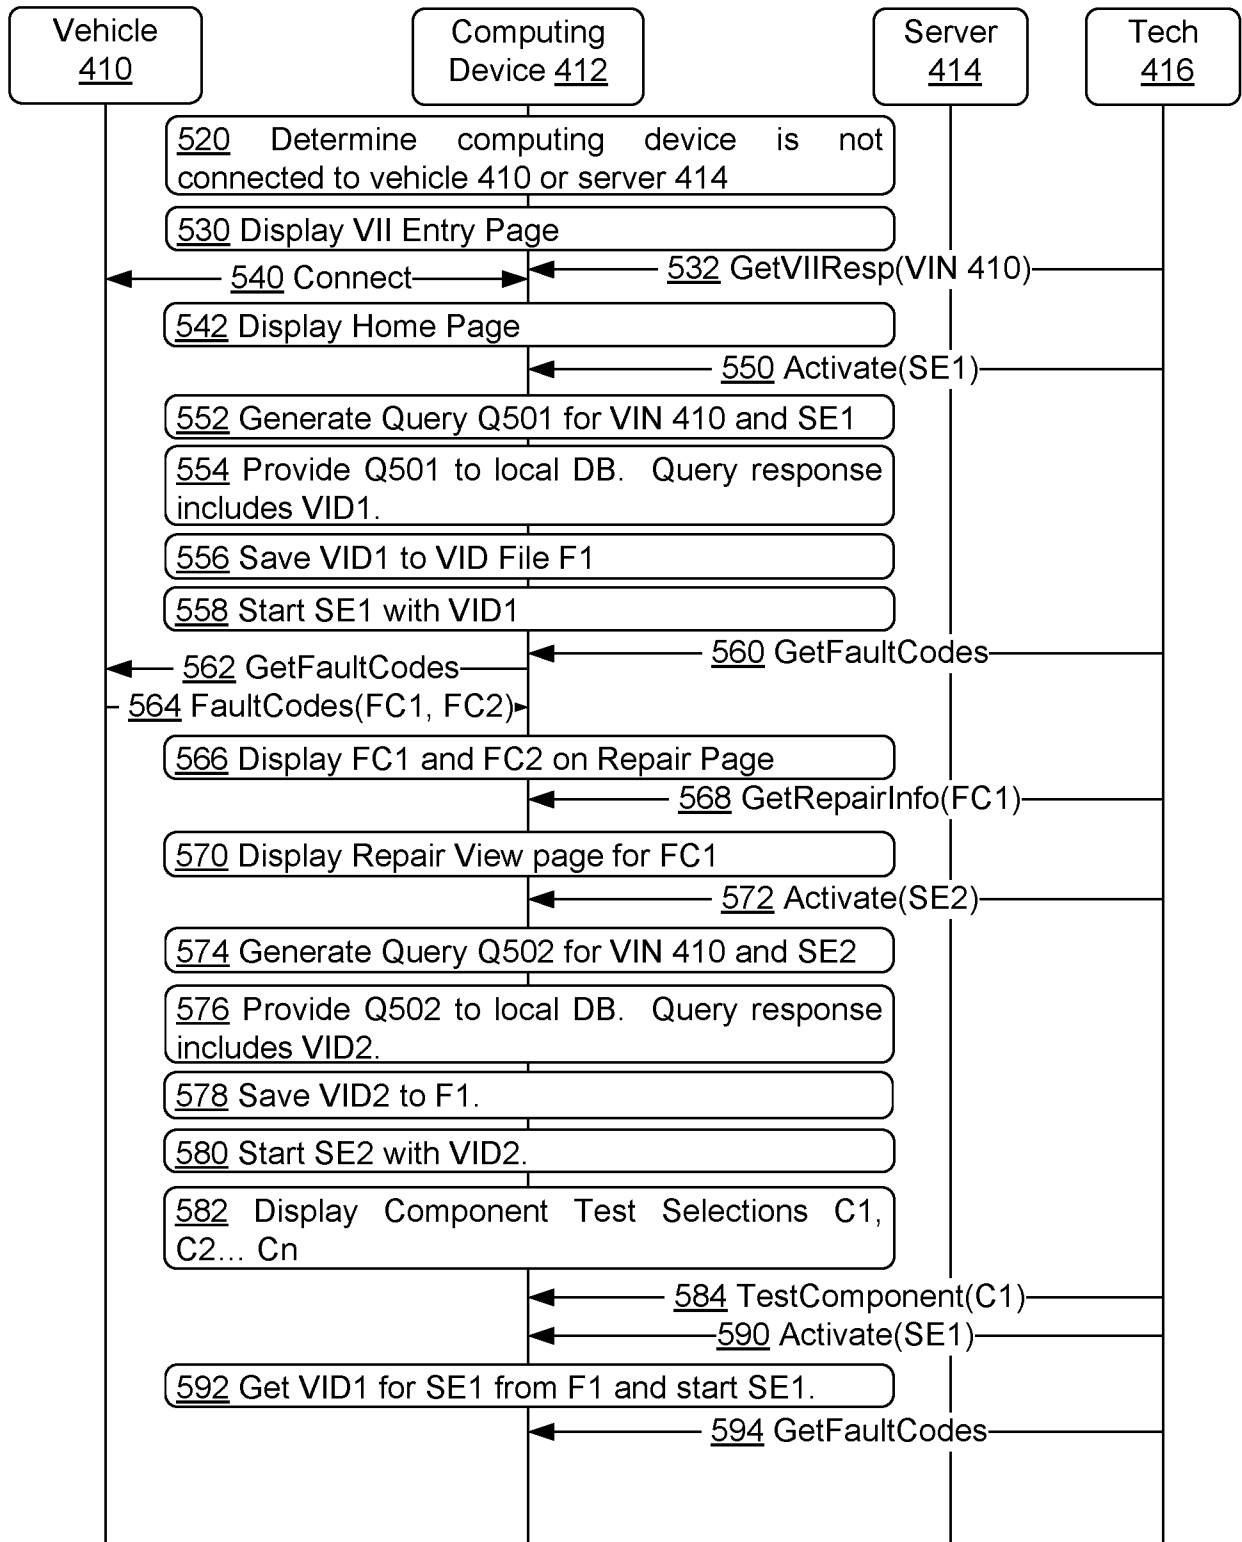 Vehicle
410
Computing
Device 412
Server
414
Tech
416
520 Determine computing device is not
connected to vehicle 410 or server 414
530 Display VII Entry Page
532 GetVIIResp(VIN 410)
540 Connect
542 Display Home Page
550 Activate(SE1)
552 Generate Query Q501 for VIN 410 and SE1
554 Provide Q501 to local DB. Query response
includes VID1.
556 Save VID1 to VID File F1
558 Start SE1 with VID1
560 GetFaultCodes
562 GetFaultCodes
564 FaultCodes(FC1, FC2)
566 Display FC1 and FC2 on Repair Page
568 GetRepairInfo(FC1)
570 Display Repair View page for FC1
572 Activate(SE2)
574 Generate Query Q502 for VIN 410 and SE2
576 Provide Q502 to local DB. Query response
includes VID2.
578 Save VID2 to F1.
580 Start SE2 with VID2.
582 Display Component Test Selections C1,
C2... Cn
584 TestComponent(C1)
590 Activate(SE1)
592 Get VID1 for SE1 from F1 and start SE1.
594 GetFaultCodes